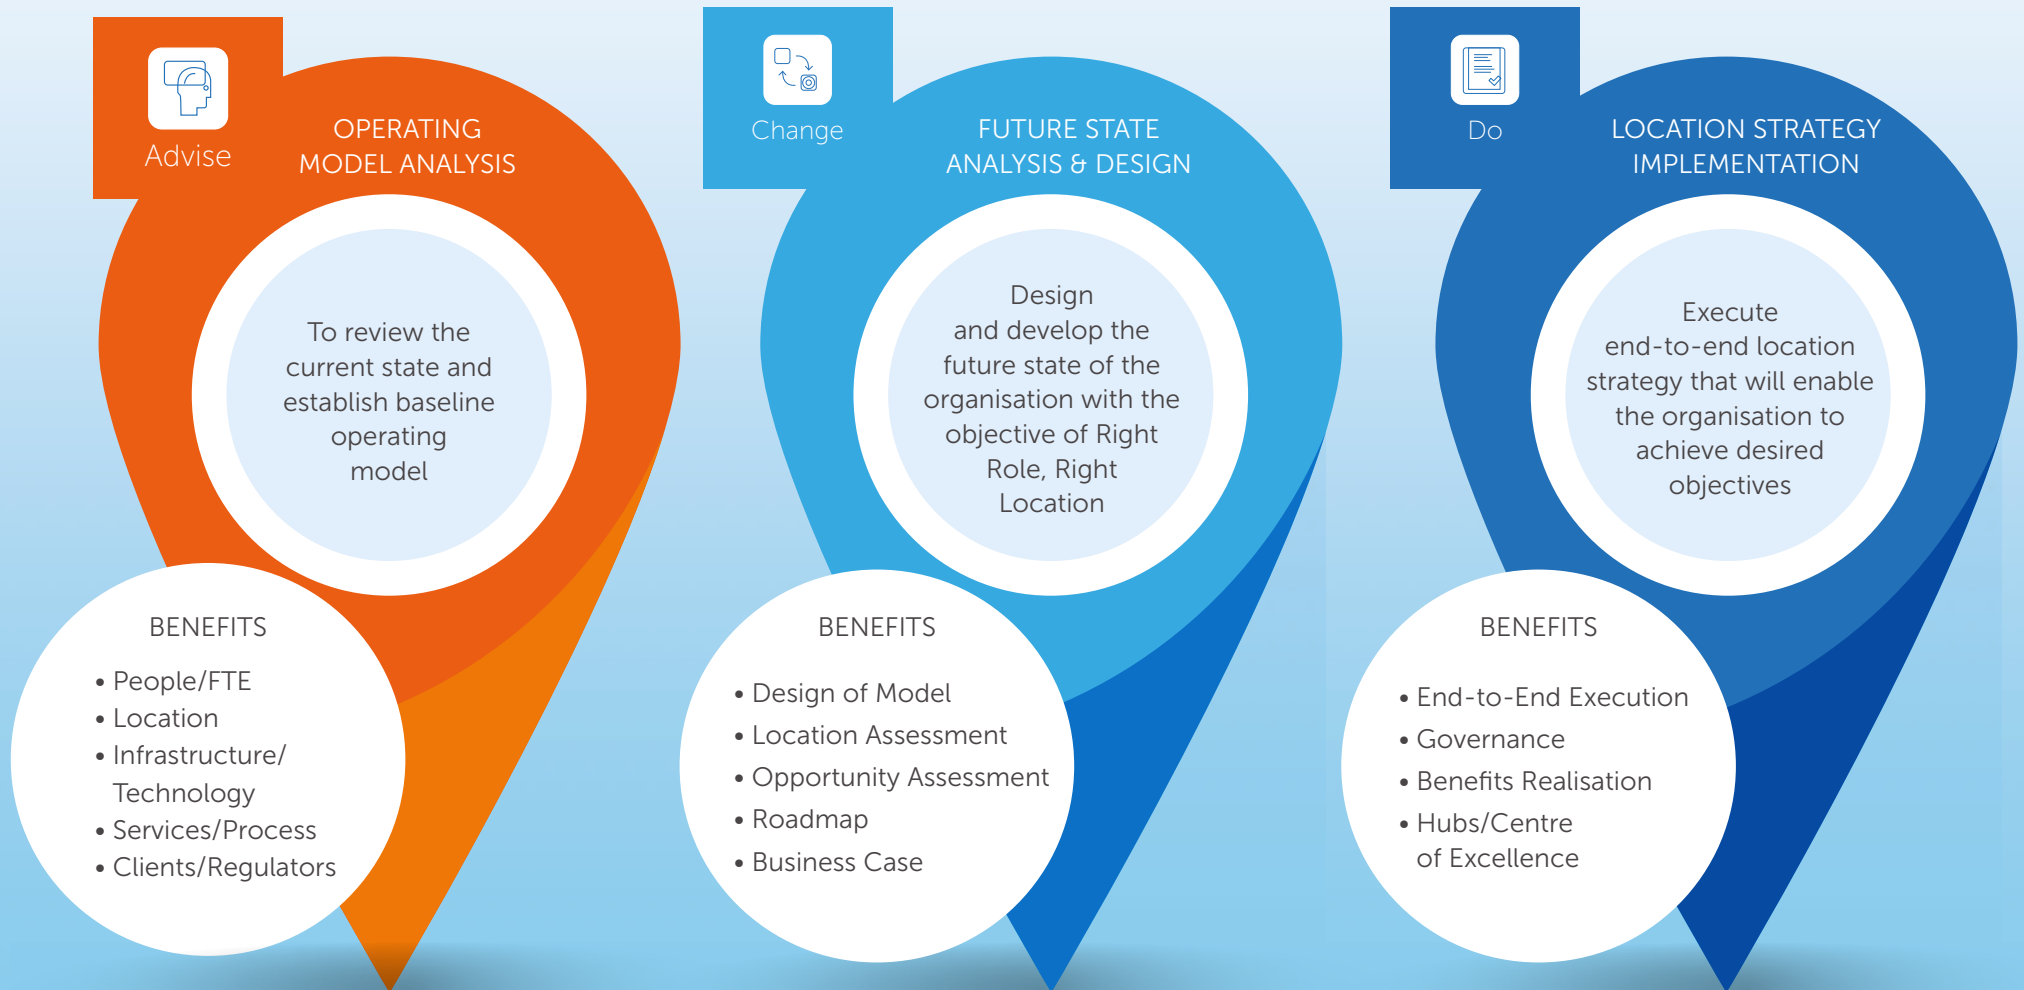 Advise
OPERATING
MODEL ANALYSIS
To review the
current state and
establish baseline
operating
model
BENEFITS
• People/FTE
• Location
• Infrastructure/
Technology
• Services/Process
• Clients/Regulators
Change
FUTURE STATE
ANALYSIS & DESIGN
Design
and develop the
future state of the
organisation with the
objective of Right
Role, Right
Location
BENEFITS
• Design of Model
• Location Assessment
• Opportunity Assessment
• Roadmap
• Business Case
Do
LOCATION STRATEGY
IMPLEMENTATION
Execute
end-to-end location
strategy that will enable
the organisation to
achieve desired
objectives
BENEFITS
• End-to-End Execution
• Governance
• Benefits Realisation
• Hubs/Centre
of Excellence